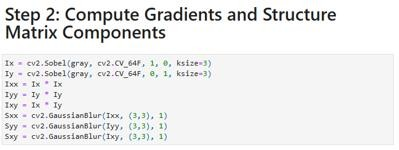 Step 2: Compute Gradients and Structure
Matrix Components
Ix = cv2.Sobel(gray, cv2.CV_64F, 1, 0, ksize=3)
Iy = cv2.Sobel(gray, cv2.CV_64F, 0, 1, ksize=3)
Ixx = Ix * Ix
Iyy = Iy * Iy
Ixy = Ix * Iy
Sxx = cv2.GaussianBlur(Ixx, (3,3), 1)
Syy = cv2.GaussianBlur(Iyy, (3,3), 1)
Sxy = cv2.GaussianBlur(Ixy, (3,3), 1)